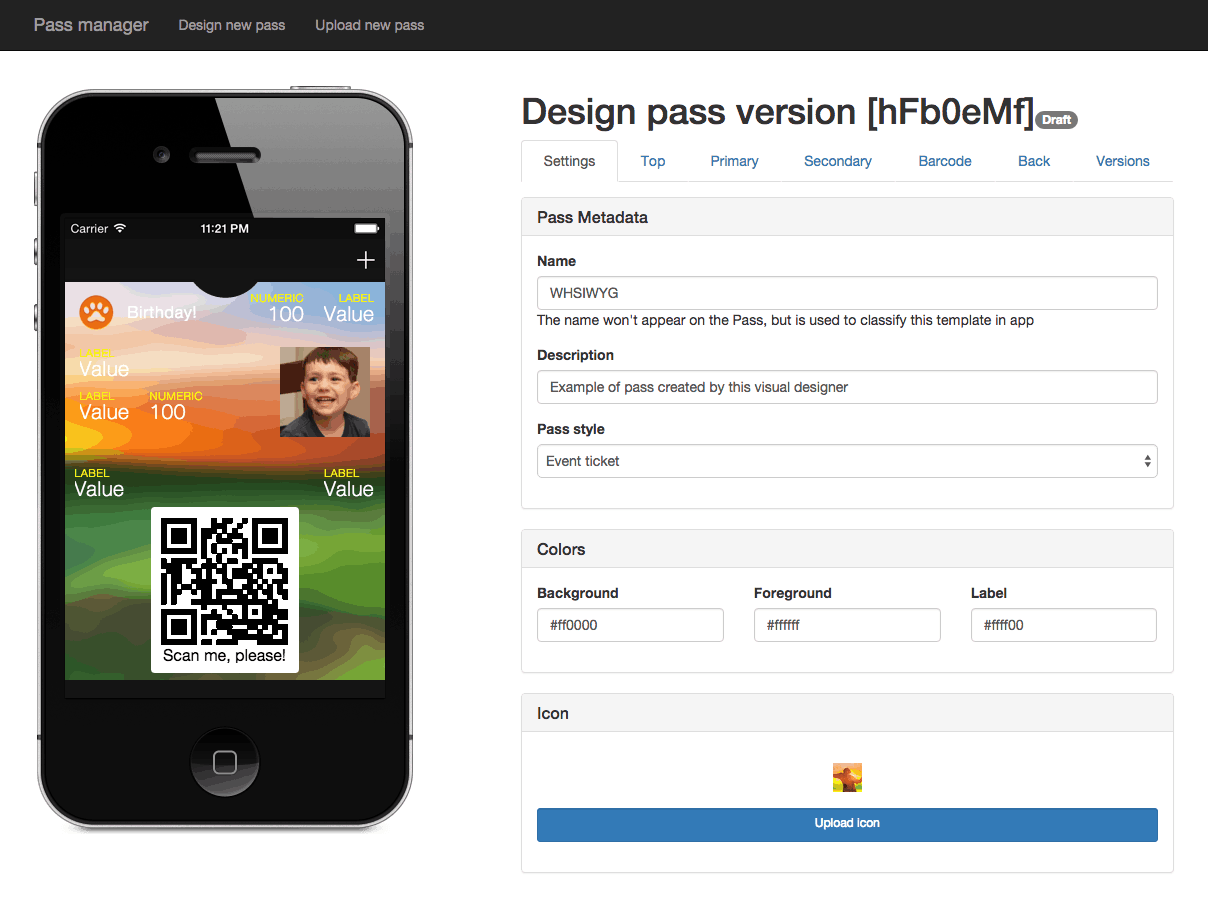 Pass manager Design new pass Upload new pass
Carrier 11:21 PM
Birthday! NUMERIC 100 LABEL Value
LABEL
Value
LABEL NUMERIC
Value 100
LABEL LABEL
Value Value
Scan me, please!
Design pass version [hFb0eMf] Draft
Settings Top Primary Secondary Barcode Back Versions
Pass Metadata
Name
WHSIWYG
The name won't appear on the Pass, but is used to classify this template in app
Description
Example of pass created by this visual designer
Pass style
Event ticket
Colors
Background Foreground Label
#ff0000 #ffffff #ffff00
Icon
Upload icon